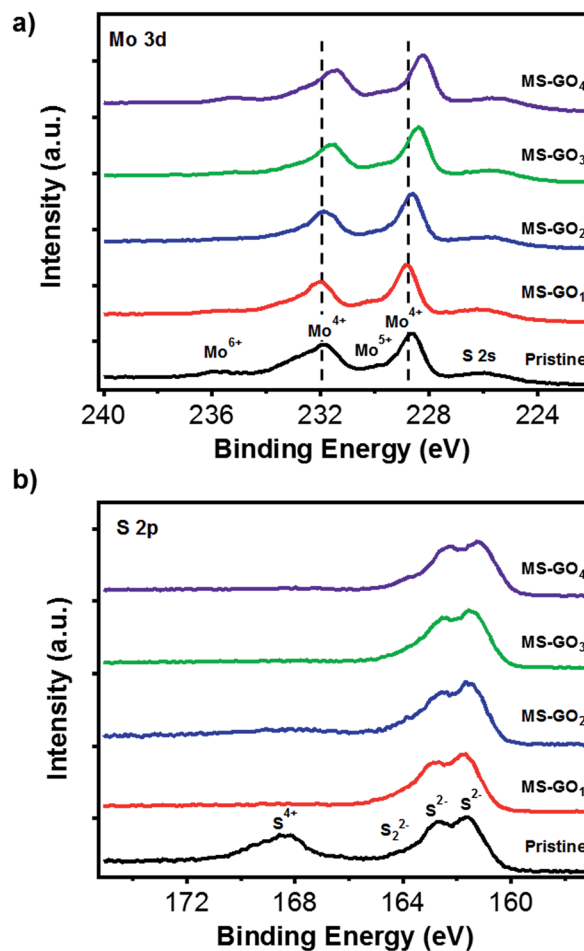 a)
Mo 3d
MS-GO4
MS-GO3
MS-GO2
MS-GO1
Mo6+
Mo4+
Mo5+
Mo4+
S 2s
Pristine
Intensity (a.u.)
240 236 232 228 224
Binding Energy (eV)
b)
S 2p
MS-GO4
MS-GO3
MS-GO2
MS-GO1
S4+
S22-
S2-
S2-
Pristine
Intensity (a.u.)
172 168 164 160
Binding Energy (eV)